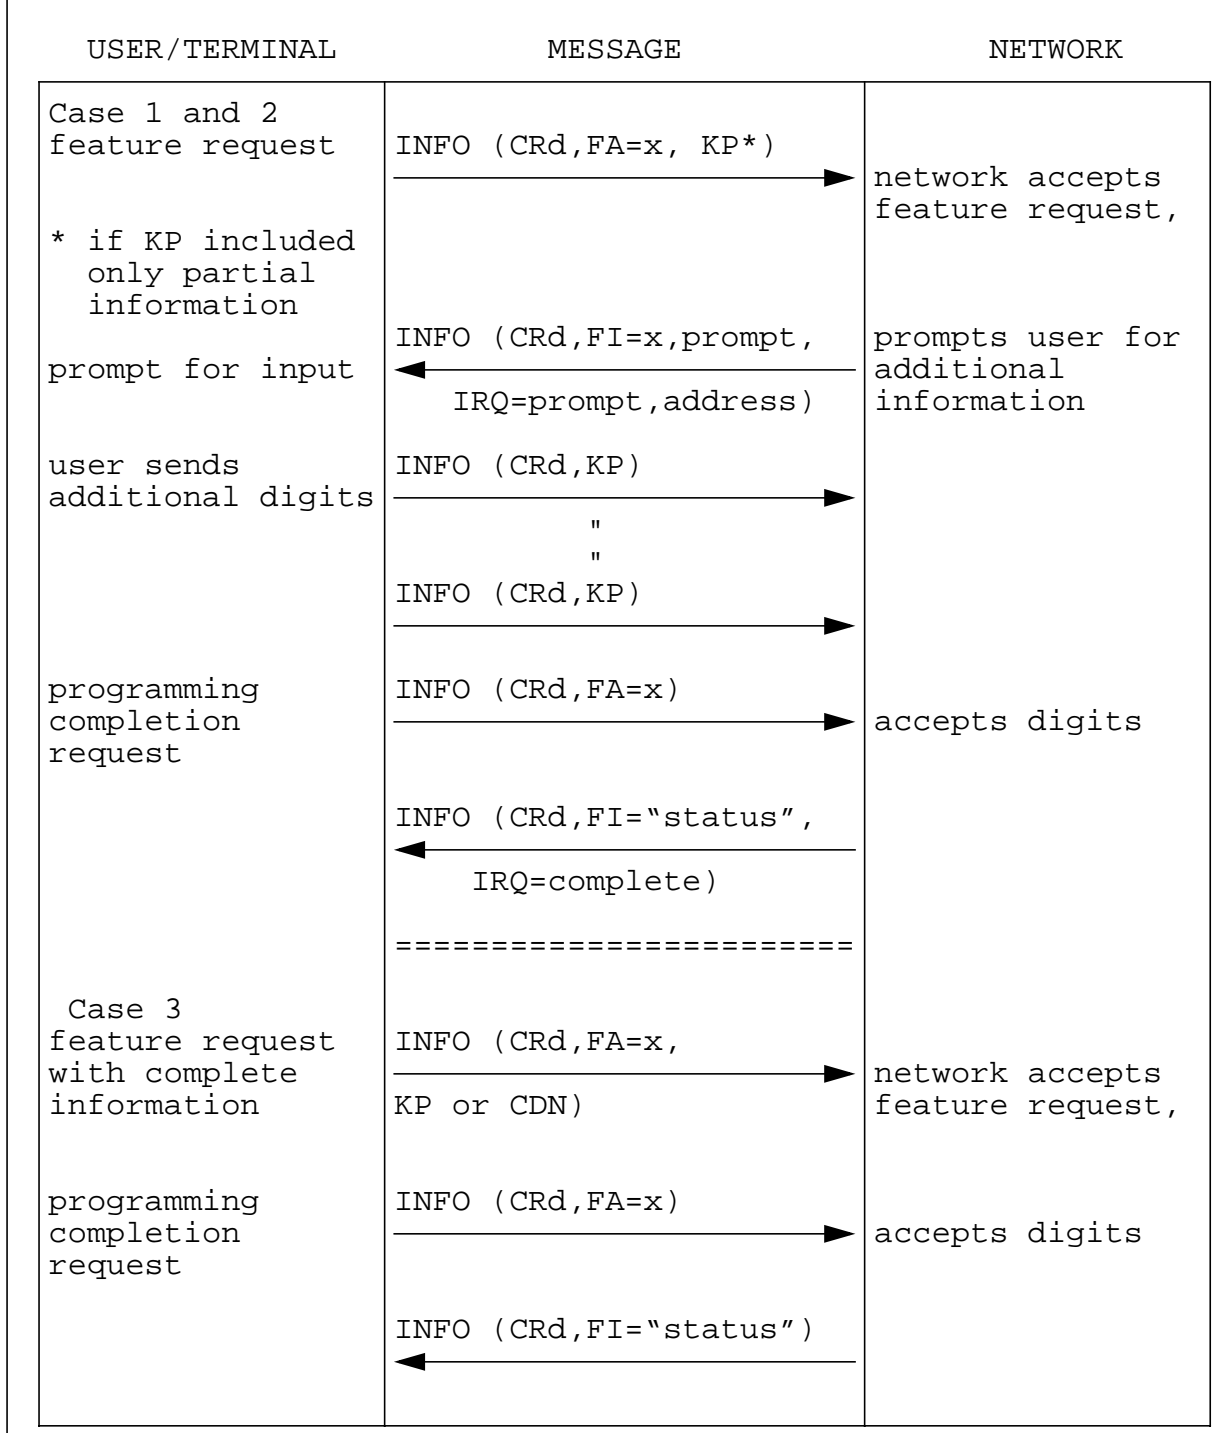 USER/TERMINAL MESSAGE NETWORK
Case 1 and 2
feature request INFO (CRd,FA=x, KP*)
network accepts
feature request,
* if KP included
only partial
information
INFO (CRd,FI=x,prompt, prompts user for
prompt for input additional
IRQ=prompt,address) information
user sends INFO (CRd,KP)
additional digits
"
"
INFO (CRd,KP)
programming INFO (CRd,FA=x)
completion accepts digits
request
INFO (CRd,FI=“status”,
IRQ=complete)
========================
Case 3
feature request INFO (CRd,FA=x,
with complete network accepts
information KP or CDN) feature request,
programming INFO (CRd,FA=x)
completion accepts digits
request
INFO (CRd,FI=“status”)